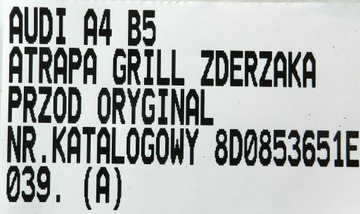 AUDI A4 B5
ATRAPA GRILL ZDERZAKA
PRZOD ORYGINAL
NR.KATALOGOWY 8D0853651E
039. (A)